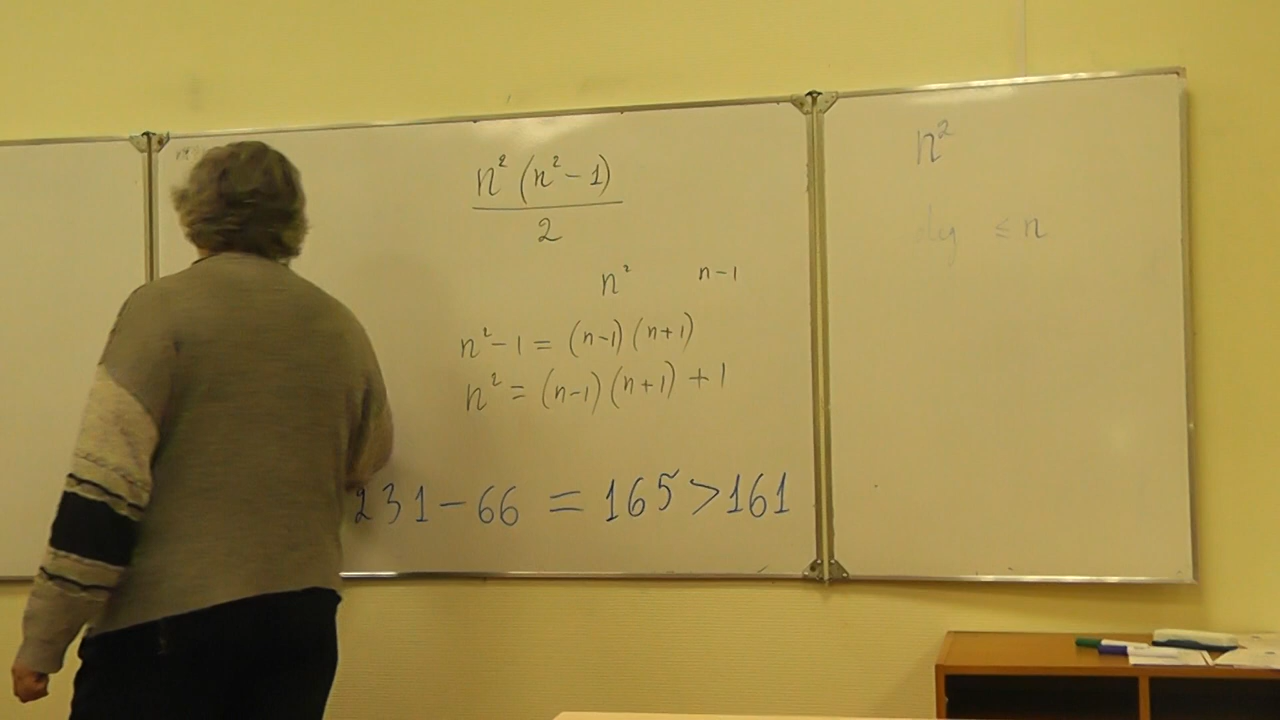 n² (n² - 1)
2
n² n-1
n² - 1 = (n-1) (n+1)
n² = (n-1) (n+1) + 1
231 - 66 = 165 > 161
n²
≤ n